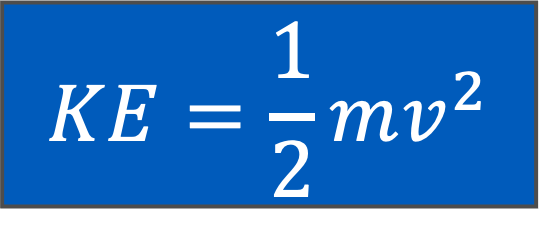 KE = 1/2 mv²